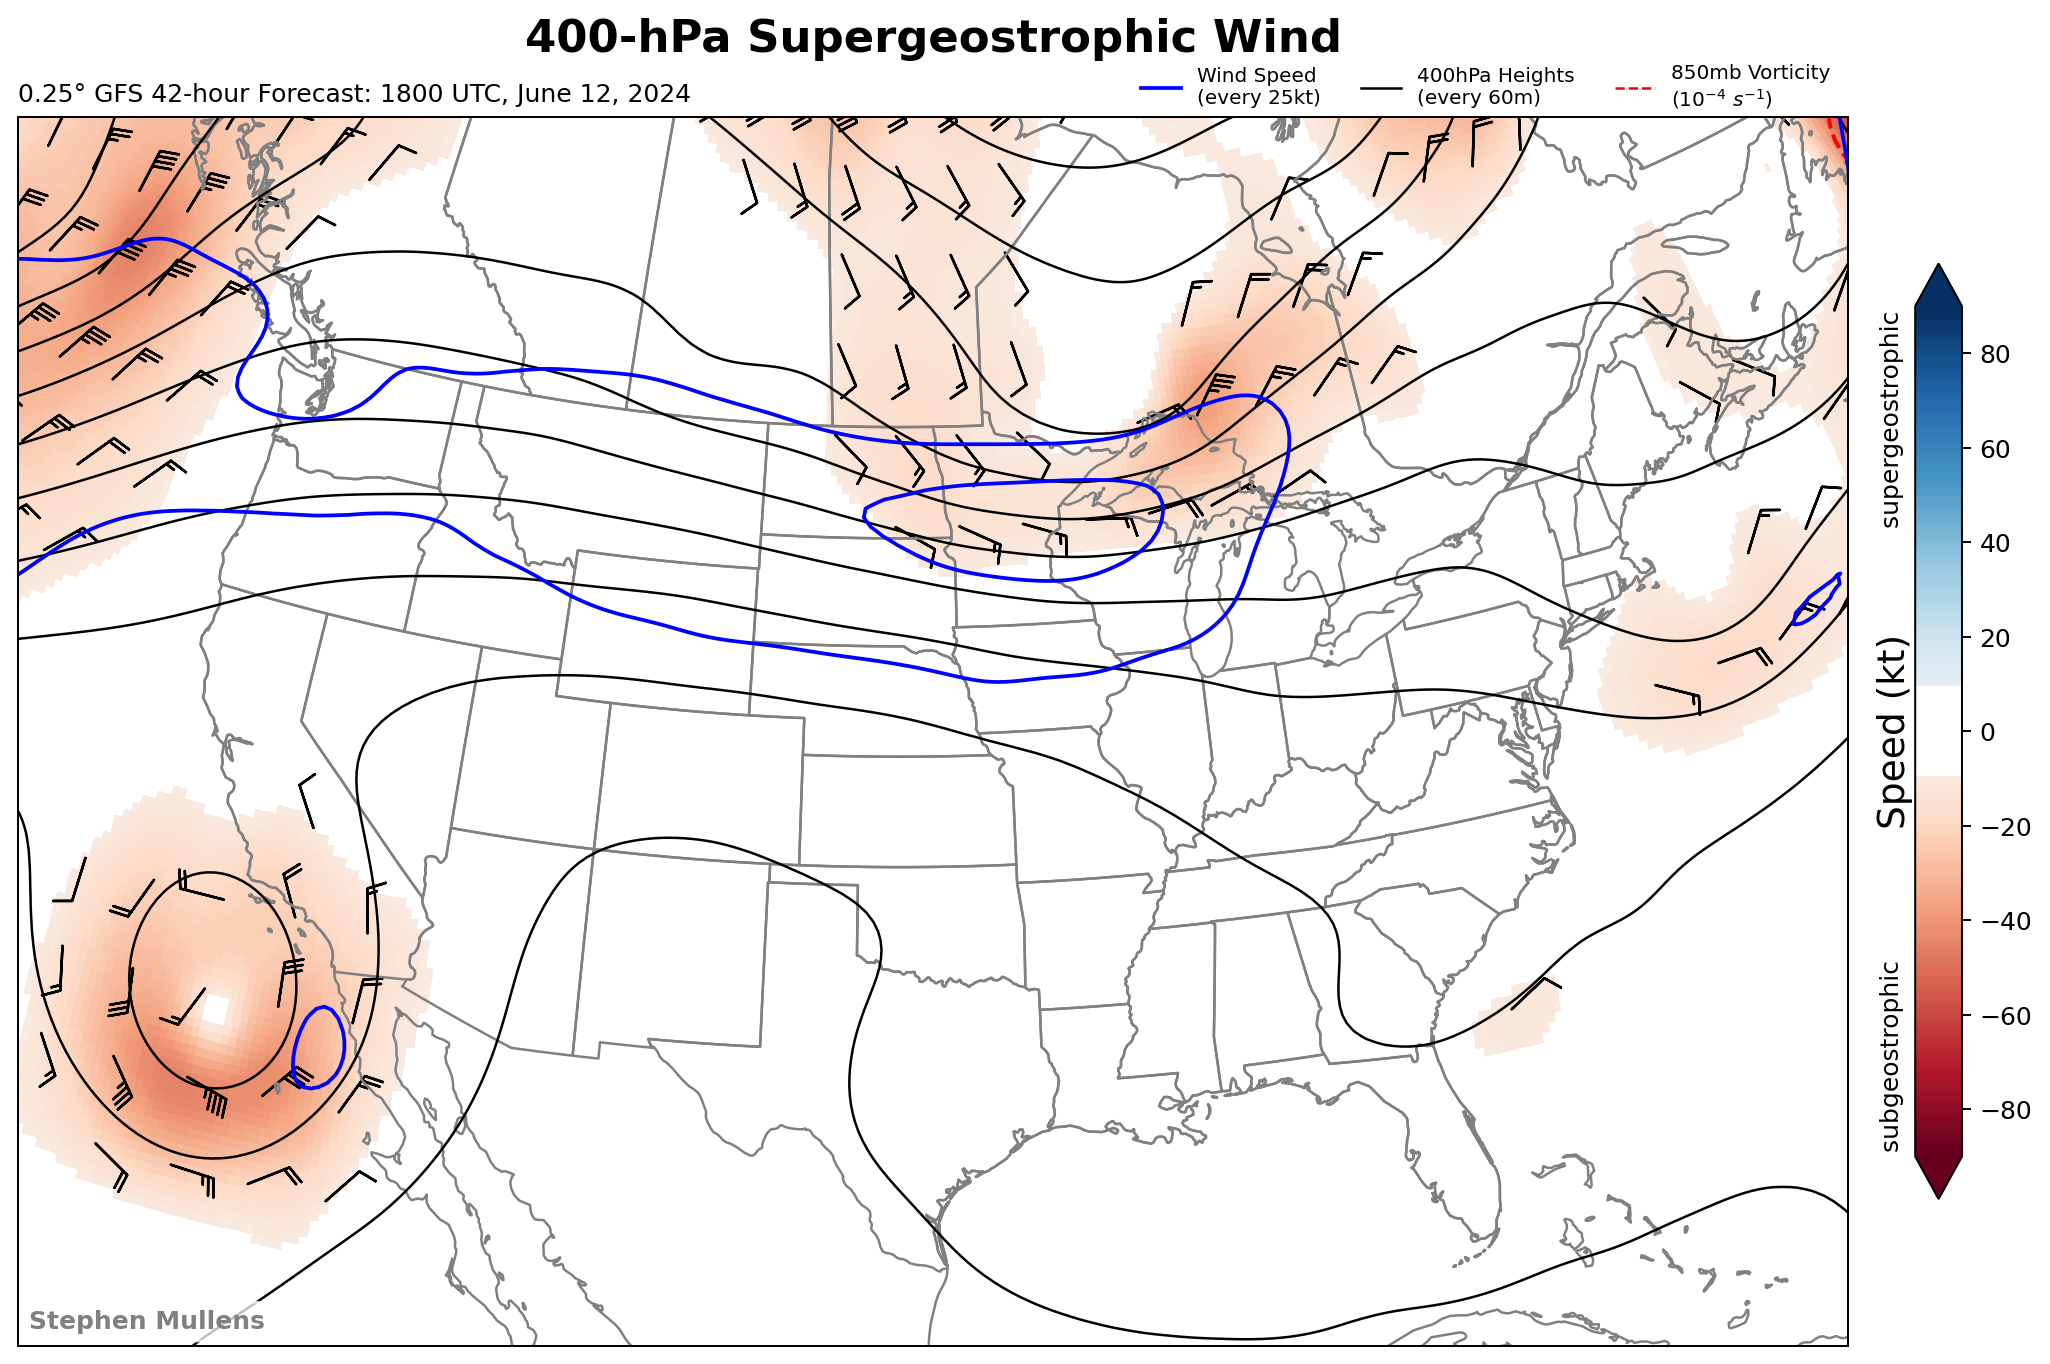 400-hPa Supergeostrophic Wind
0.25° GFS 42-hour Forecast: 1800 UTC, June 12, 2024
Wind Speed
(every 25kt)
400hPa Heights
(every 60m)
850mb Vorticity
(10⁻⁴ s⁻¹)
supergeostrophic
Speed (kt)
subgeostrophic
80
60
40
20
0
−20
−40
−60
−80
Stephen Mullens